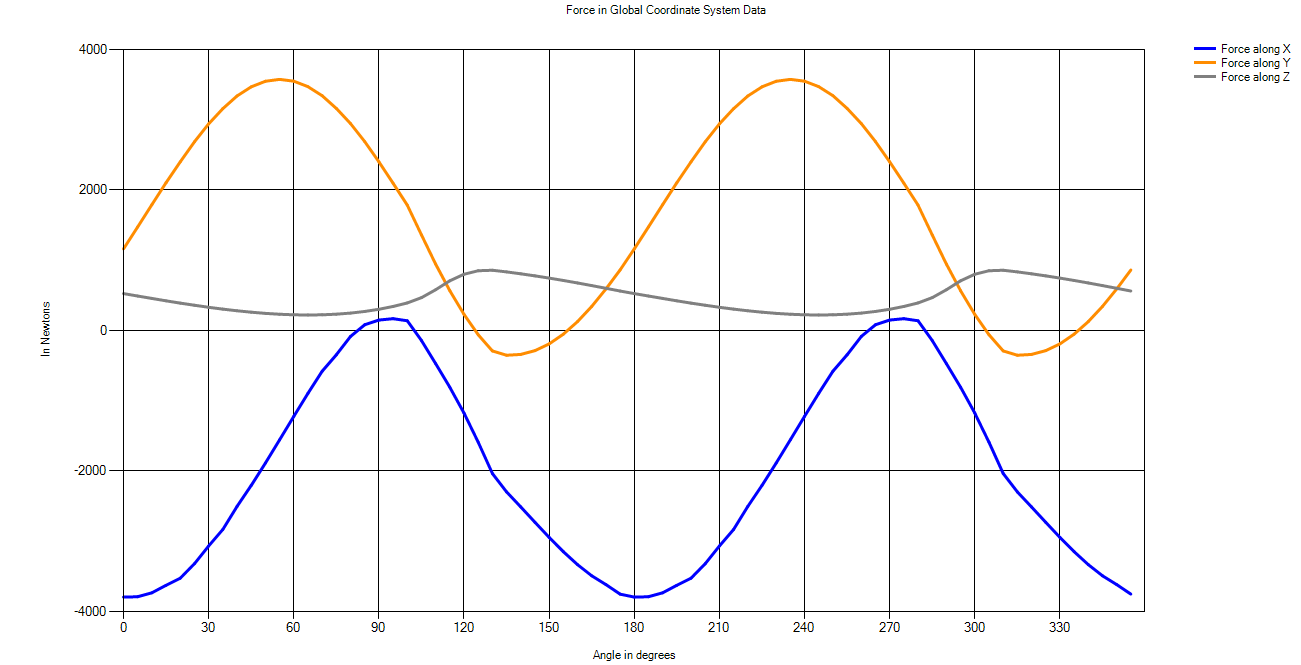 Force in Global Coordinate System Data
Force along X
Force along Y
Force along Z
4000
2000
0
-2000
-4000
In Newtons
0 30 60 90 120 150 180 210 240 270 300 330
Angle in degrees